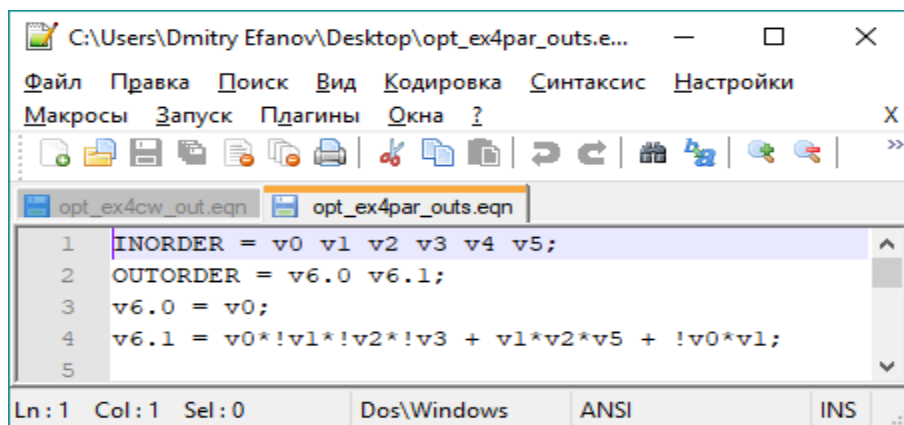 C:\Users\Dmitry Efanov\Desktop\opt_ex4par_outs.e...
Файл Правка Поиск Вид Кодировка Синтаксис Настройки
Макросы Запуск Плагины Окна ? X
opt_ex4cw_out.eqn opt_ex4par_outs.eqn
1 INORDER = v0 v1 v2 v3 v4 v5;
2 OUTORDER = v6.0 v6.1;
3 v6.0 = v0;
4 v6.1 = v0*!v1*!v2*!v3 + v1*v2*v5 + !v0*v1;
5
Ln : 1 Col : 1 Sel : 0 Dos\Windows ANSI INS